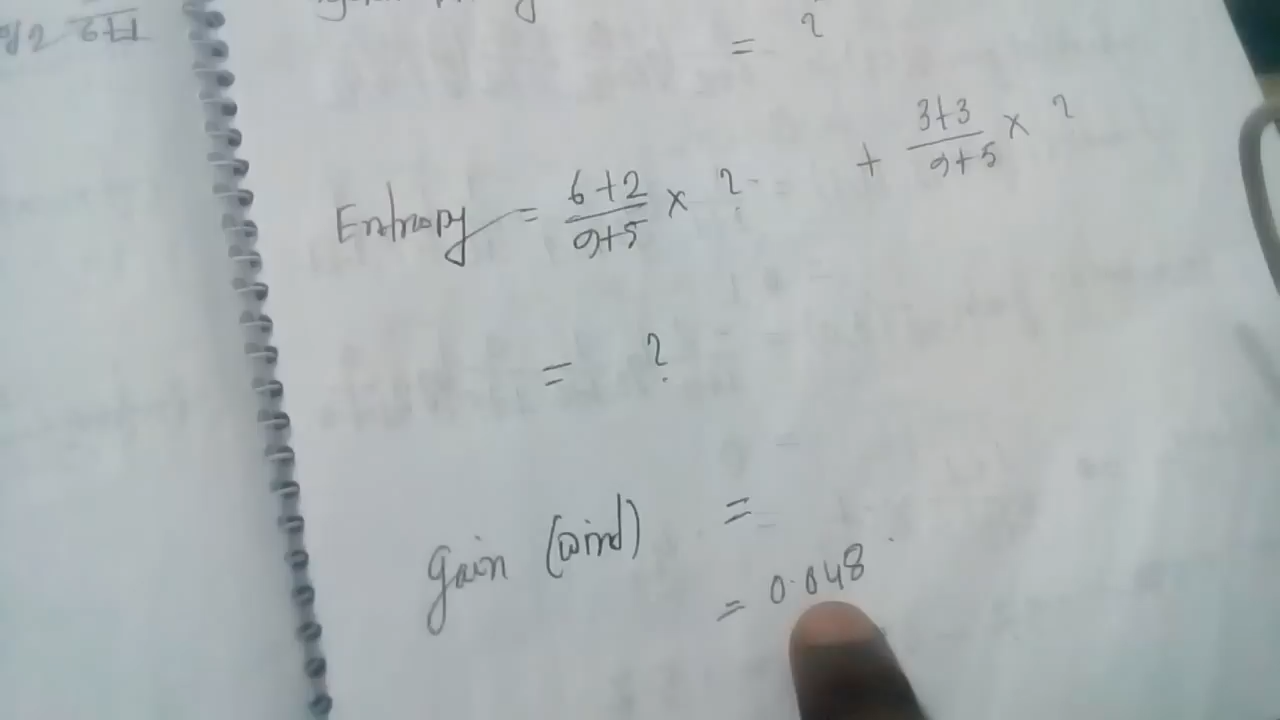 = ?
Entropy = 6+2/9+5 × ? + 3+3/9+5 × ?
= ?
Gain (wind) =
= 0.048